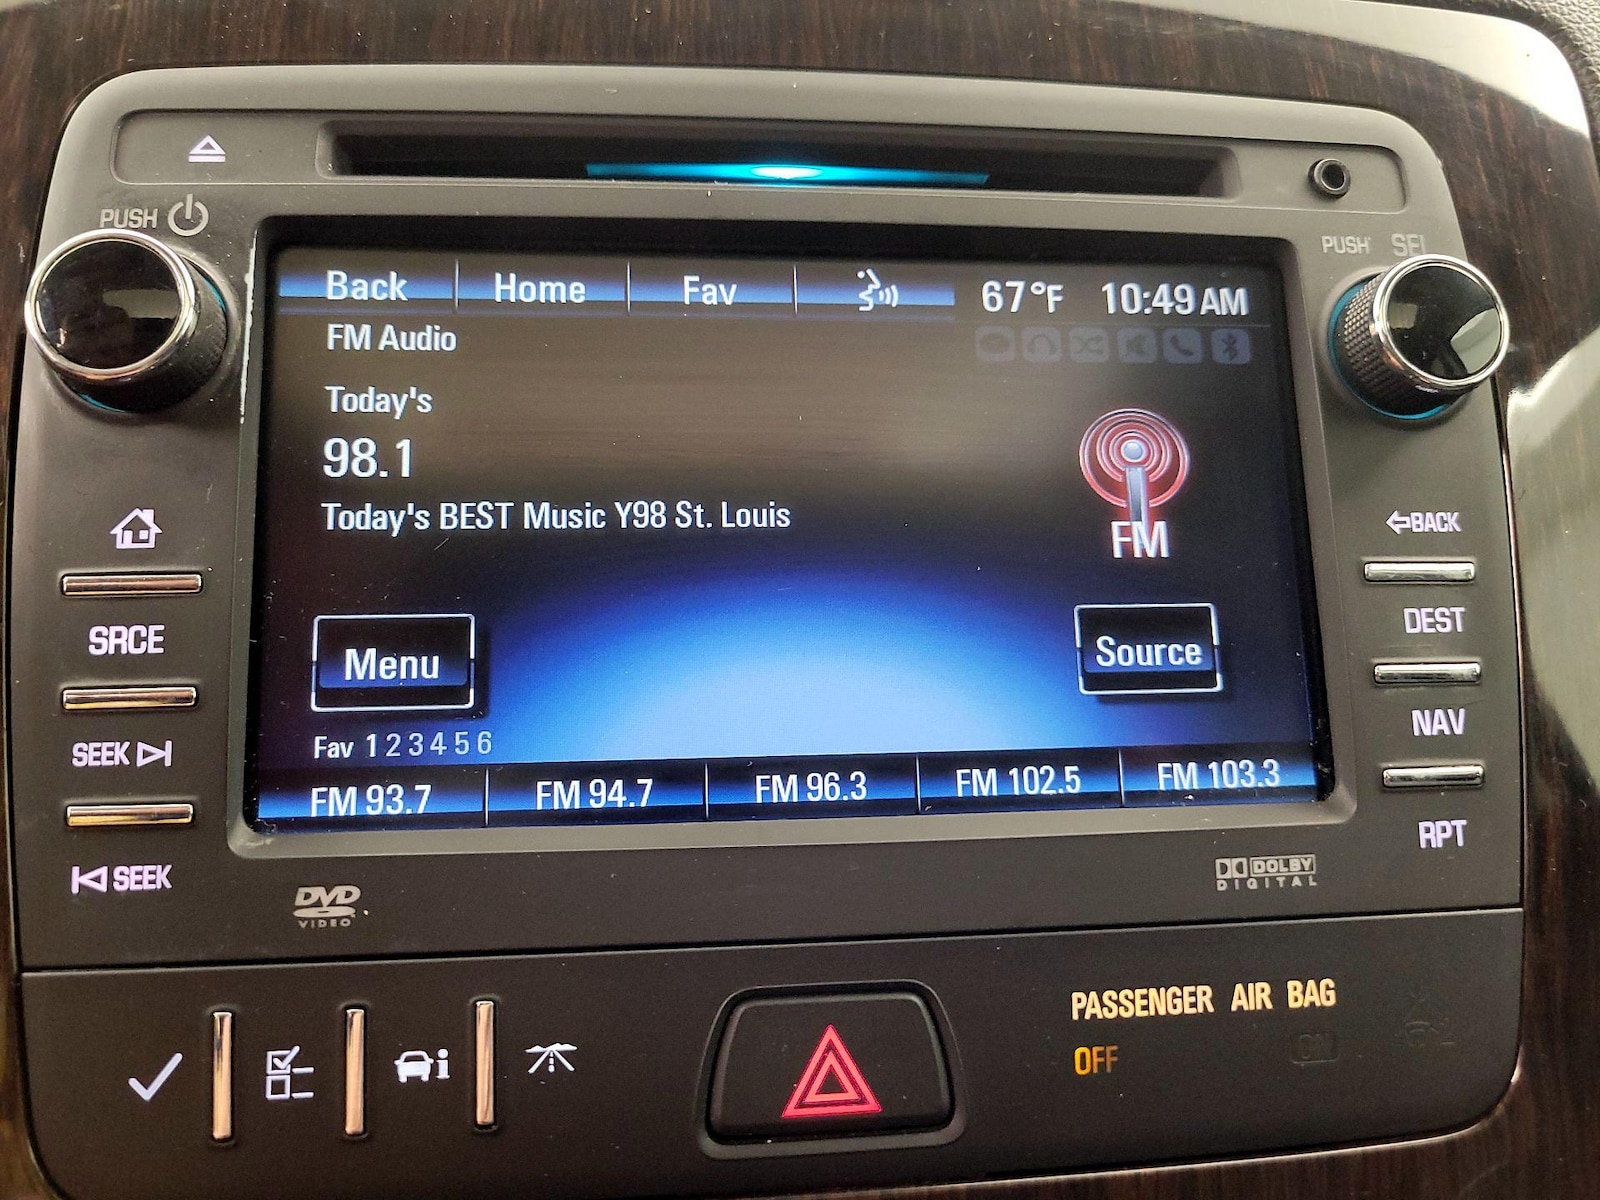 PUSH
PUSH SEL
Back Home Fav 67°F 10:49 AM
FM Audio
Today's
98.1
Today's BEST Music Y98 St. Louis
FM
Menu
Source
Fav 1 2 3 4 5 6
FM 93.7 FM 94.7 FM 96.3 FM 102.5 FM 103.3
SRCE
SEEK
SEEK
BACK
DEST
NAV
RPT
DVD
VIDEO
DOLBY
DIGITAL
i
PASSENGER AIR BAG
OFF ON